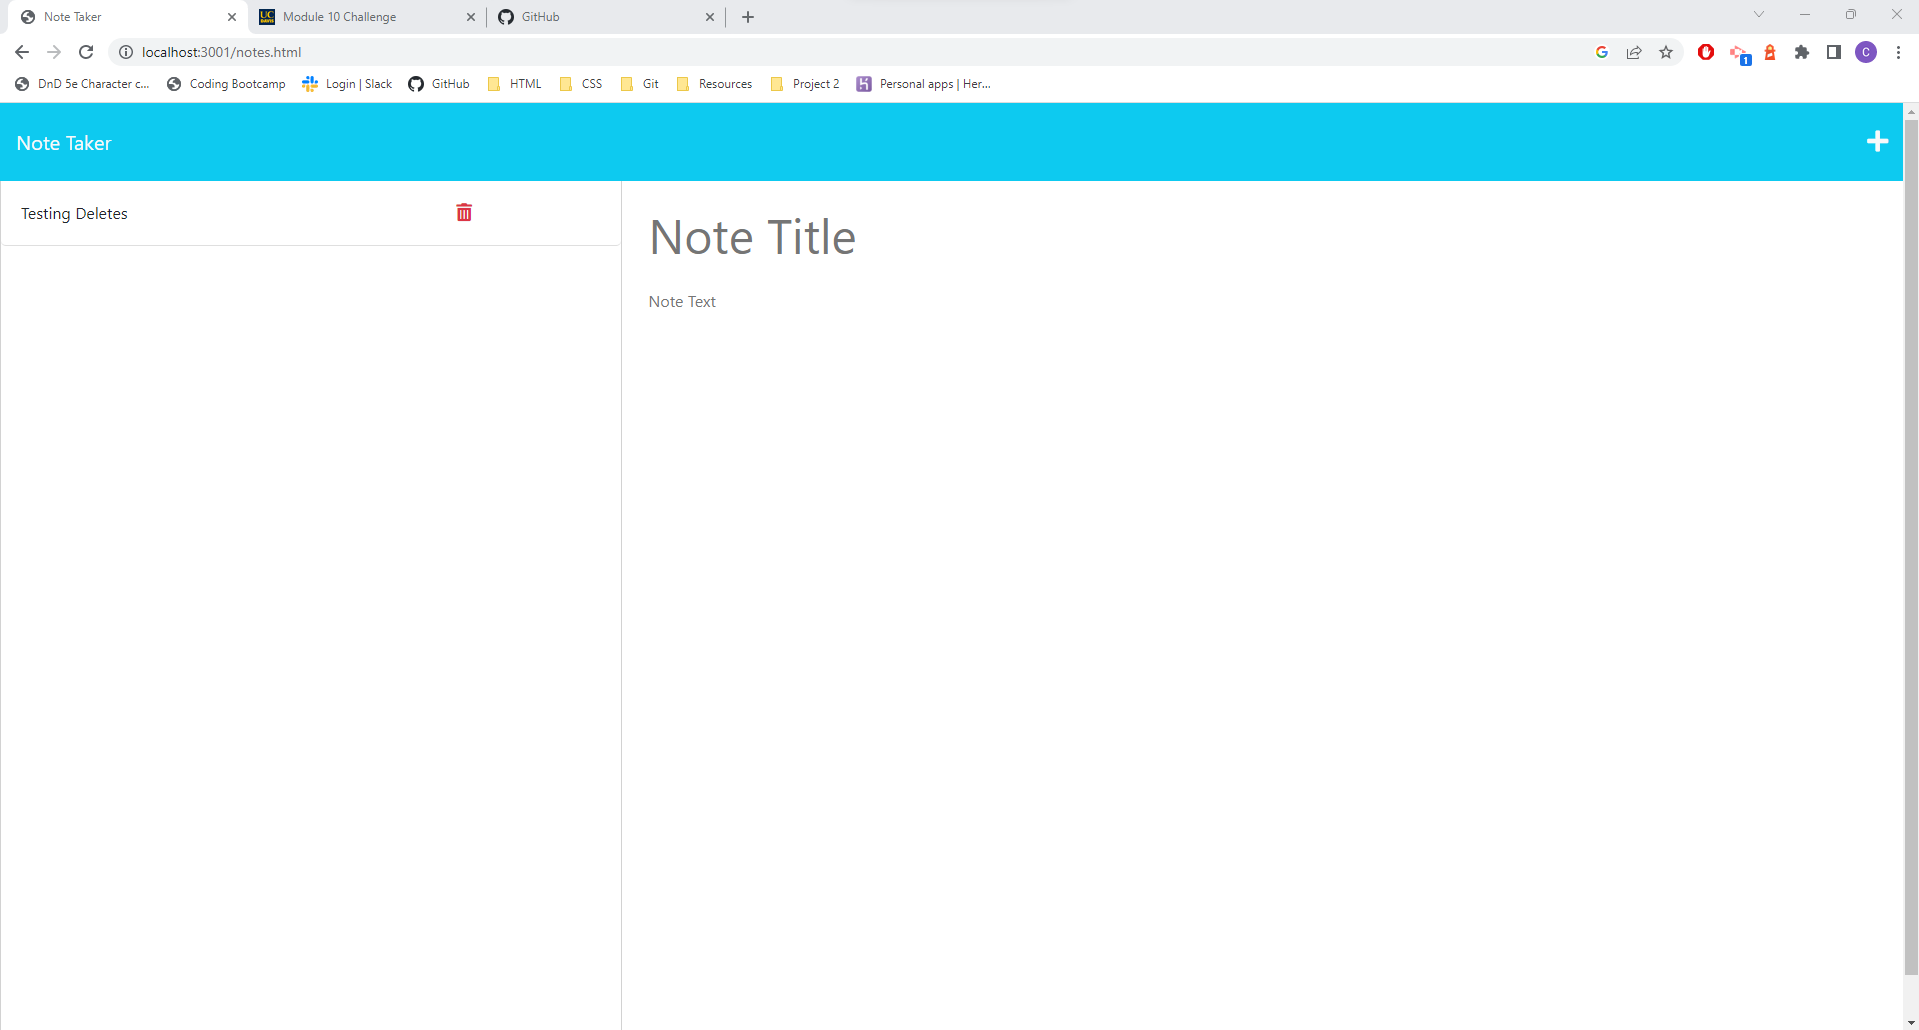 Note Taker
Module 10 Challenge
GitHub
localhost:3001/notes.html
1
C
DnD 5e Character c...
Coding Bootcamp
Login | Slack
GitHub
HTML
CSS
Git
Resources
Project 2
Personal apps | Her...
Note Taker
Testing Deletes
Note Title
Note Text